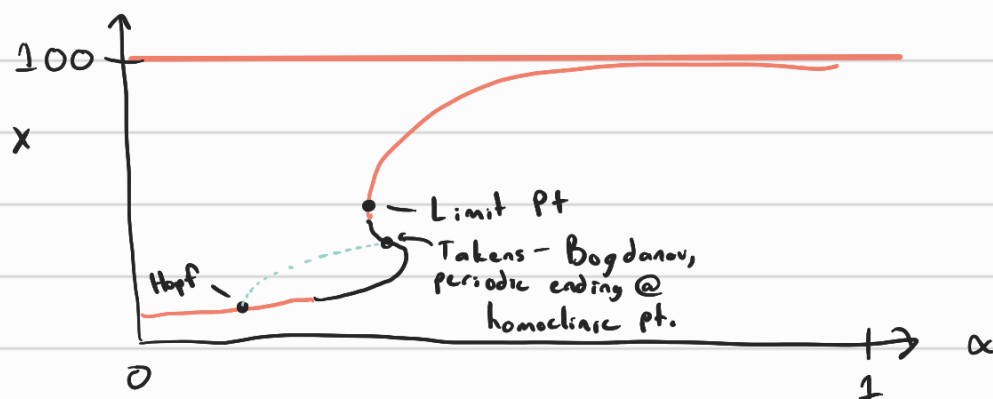 100
x
Limit Pt
Takens - Bogdanov,
periodic ending @
homoclinic pt.
Hopf
α
0
1